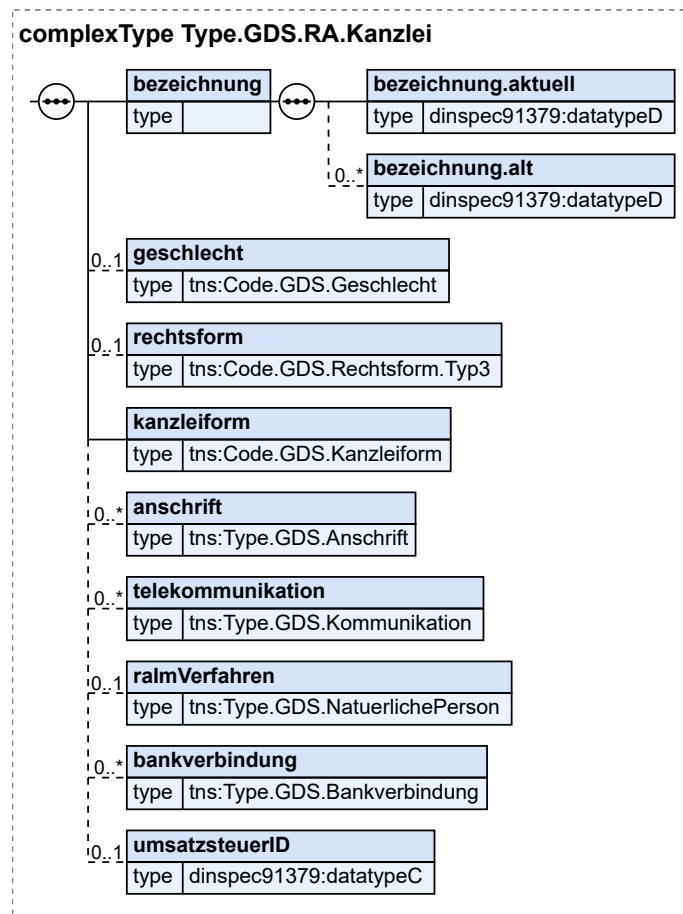 complexType Type.GDS.RA.Kanzlei
bezeichnung
type
bezeichnung.aktuell
type dinspec91379:datatypeD
0..*
bezeichnung.alt
type dinspec91379:datatypeD
0..1
geschlecht
type tns:Code.GDS.Geschlecht
0..1
rechtsform
type tns:Code.GDS.Rechtsform.Typ3
kanzleiform
type tns:Code.GDS.Kanzleiform
0..*
anschrift
type tns:Type.GDS.Anschrift
0..*
telekommunikation
type tns:Type.GDS.Kommunikation
0..1
raImVerfahren
type tns:Type.GDS.NatuerlichePerson
0..*
bankverbindung
type tns:Type.GDS.Bankverbindung
0..1
umsatzsteuerID
type dinspec91379:datatypeC